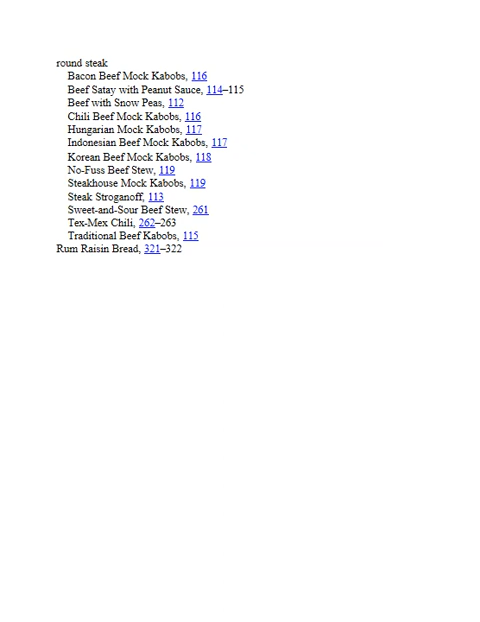 round steak
Bacon Beef Mock Kabobs, 116
Beef Satay with Peanut Sauce, 114–115
Beef with Snow Peas, 112
Chili Beef Mock Kabobs, 116
Hungarian Mock Kabobs, 117
Indonesian Beef Mock Kabobs, 117
Korean Beef Mock Kabobs, 118
No-Fuss Beef Stew, 119
Steakhouse Mock Kabobs, 119
Steak Stroganoff, 113
Sweet-and-Sour Beef Stew, 261
Tex-Mex Chili, 262–263
Traditional Beef Kabobs, 115
Rum Raisin Bread, 321–322